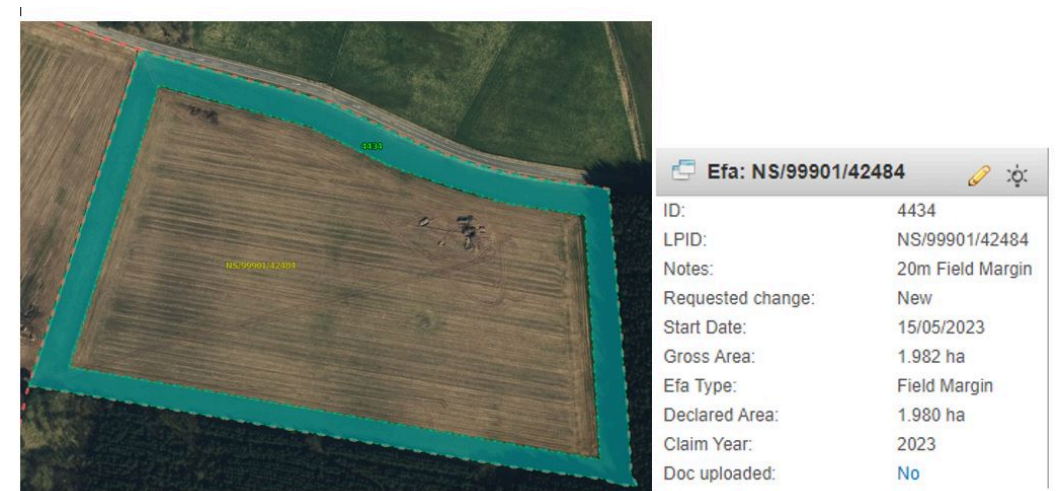 4434
NS/99901/42484
Efa: NS/99901/42484
ID: 4434
LPID: NS/99901/42484
Notes: 20m Field Margin
Requested change: New
Start Date: 15/05/2023
Gross Area: 1.982 ha
Efa Type: Field Margin
Declared Area: 1.980 ha
Claim Year: 2023
Doc uploaded: No